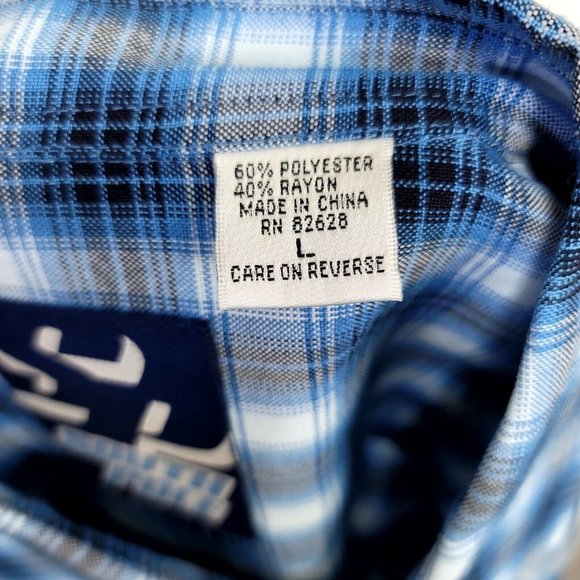 60% POLYESTER
40% RAYON
MADE IN CHINA
RN 82628
L
CARE ON REVERSE